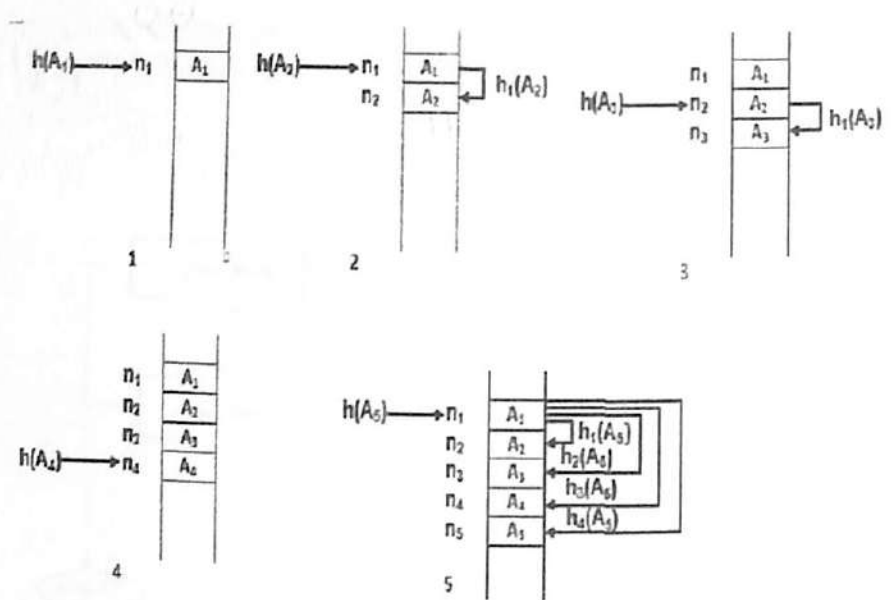 h(A₁) n₁ A₁
1
h(A₂) n₁ A₁
n₂ A₂ h₁(A₂)
2
n₁ A₁
h(A₃) n₂ A₂ h₁(A₃)
n₃ A₃
3
n₁ A₁
n₂ A₂
n₃ A₃
h(A₄) n₄ A₄
4
h(A₅) n₁ A₁
h₁(A₅)
n₂ A₂
h₂(A₅)
n₃ A₃
h₃(A₅)
n₄ A₄
h₄(A₅)
n₅ A₅
5